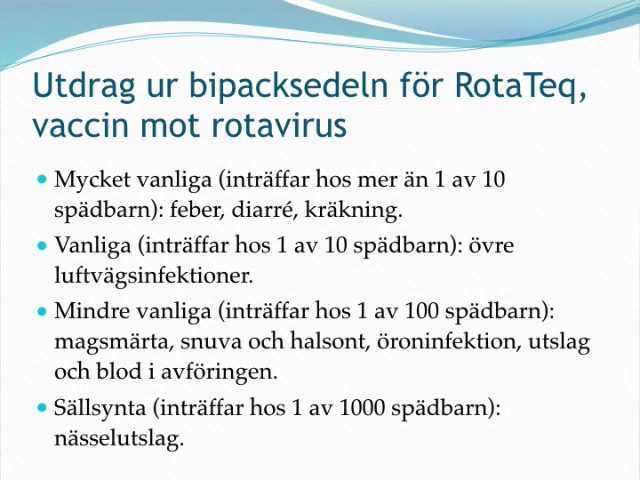 Utdrag ur bipacksedeln för RotaTeq,
vaccin mot rotavirus
• Mycket vanliga (inträffar hos mer än 1 av 10
spädbarn): feber, diarré, kräkning.
• Vanliga (inträffar hos 1 av 10 spädbarn): övre
luftvägsinfektioner.
• Mindre vanliga (inträffar hos 1 av 100 spädbarn):
magsmärta, snuva och halsont, öroninfektion, utslag
och blod i avföringen.
• Sällsynta (inträffar hos 1 av 1000 spädbarn):
nässelutslag.